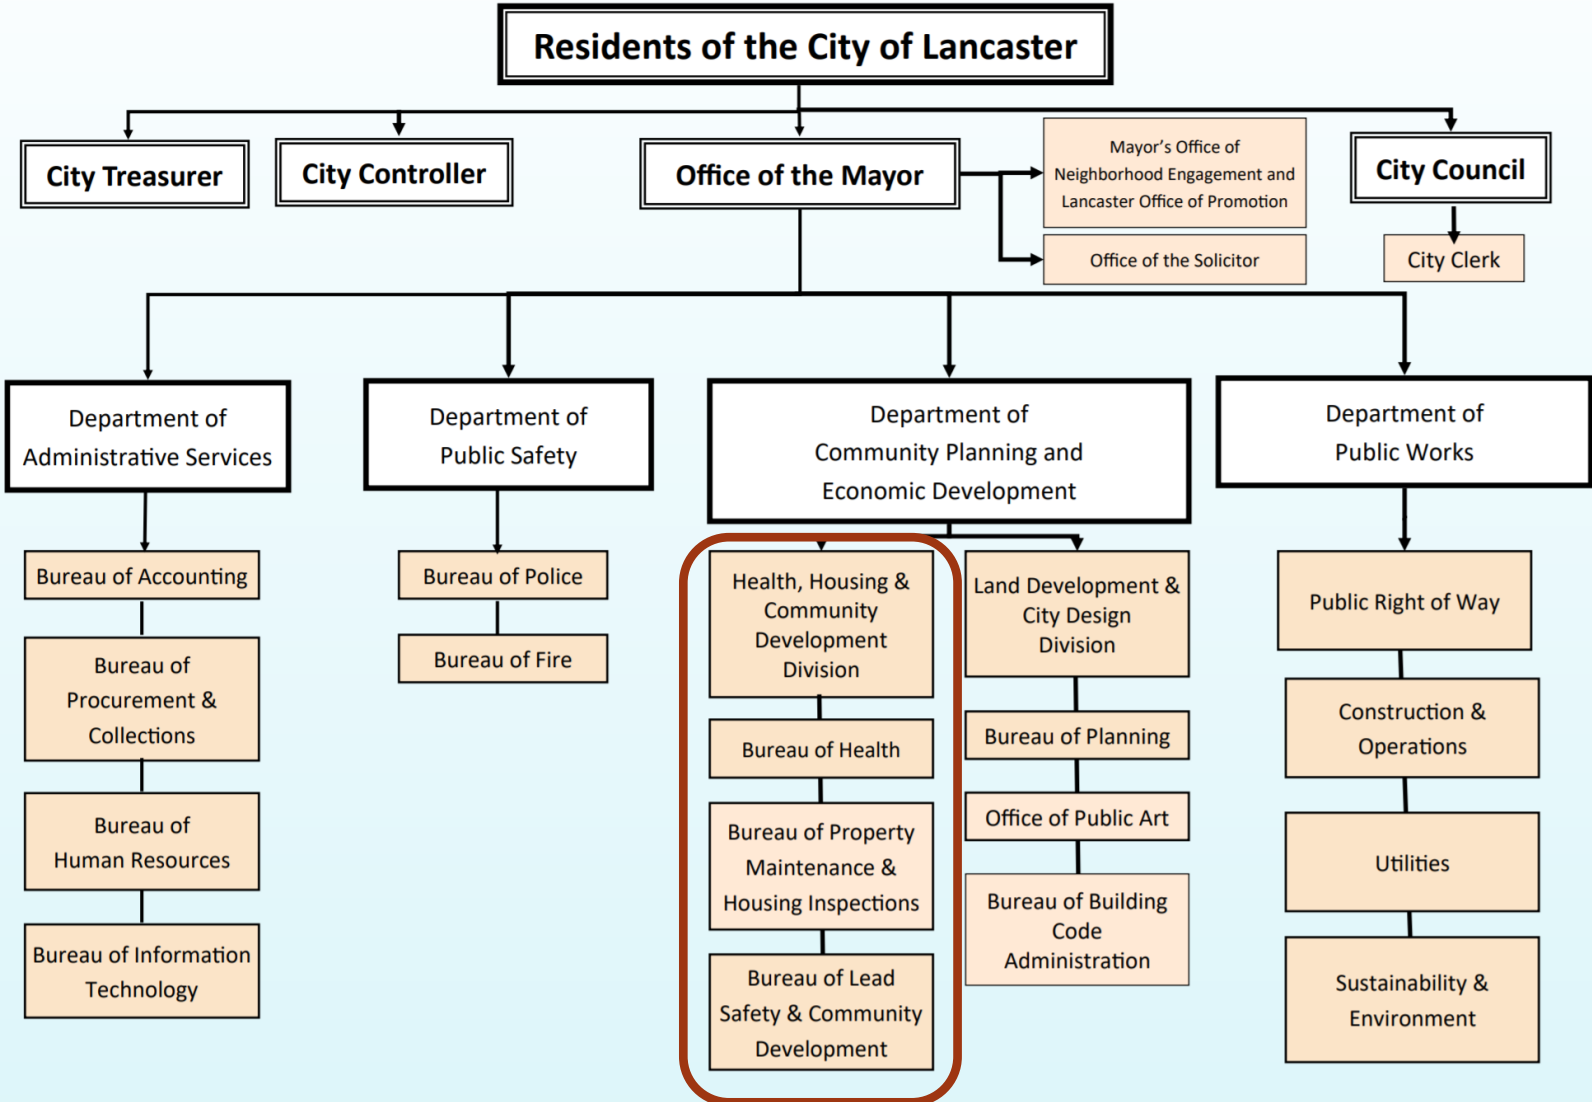 Residents of the City of Lancaster
City Treasurer
City Controller
Office of the Mayor
Mayor's Office of
Neighborhood Engagement and
Lancaster Office of Promotion
Office of the Solicitor
City Council
City Clerk
Department of
Administrative Services
Department of
Public Safety
Department of
Community Planning and
Economic Development
Department of
Public Works
Bureau of Accounting
Bureau of
Procurement &
Collections
Bureau of
Human Resources
Bureau of Information
Technology
Bureau of Police
Bureau of Fire
Health, Housing &
Community
Development
Division
Bureau of Health
Bureau of Property
Maintenance &
Housing Inspections
Bureau of Lead
Safety & Community
Development
Land Development &
City Design
Division
Bureau of Planning
Office of Public Art
Bureau of Building
Code
Administration
Public Right of Way
Construction &
Operations
Utilities
Sustainability &
Environment